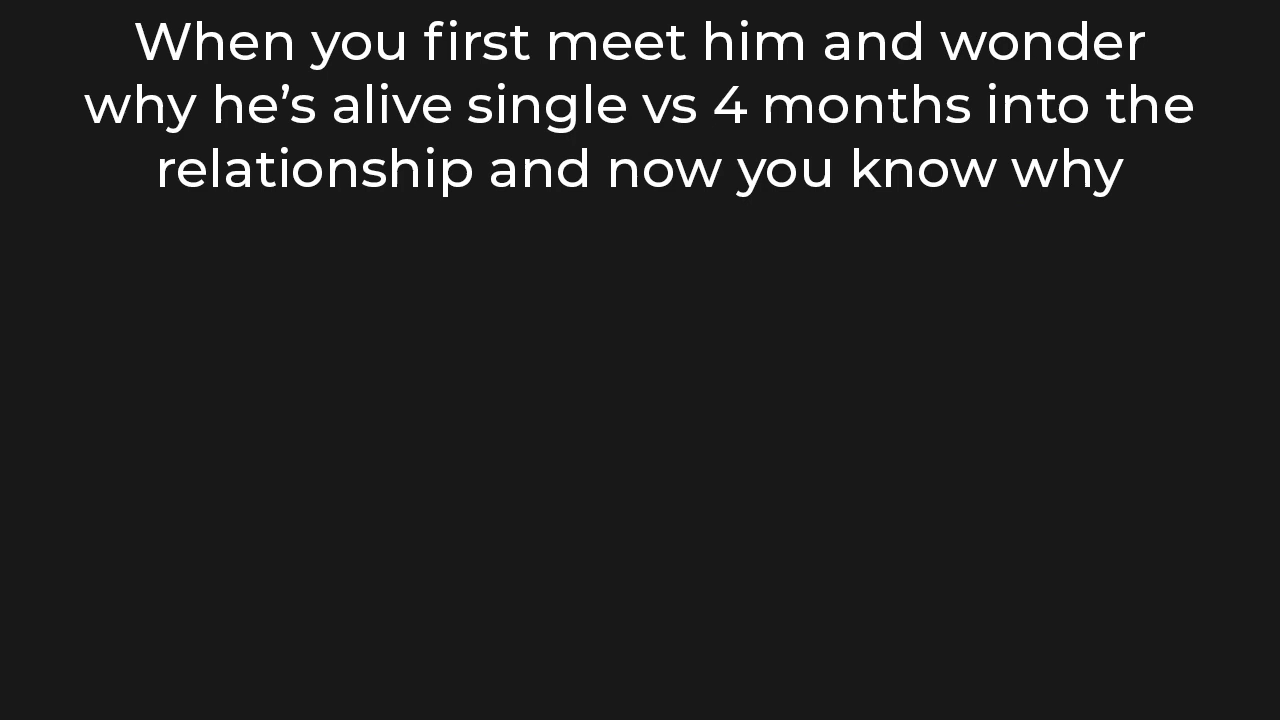 When you first meet him and wonder
why he’s alive single vs 4 months into the
relationship and now you know why